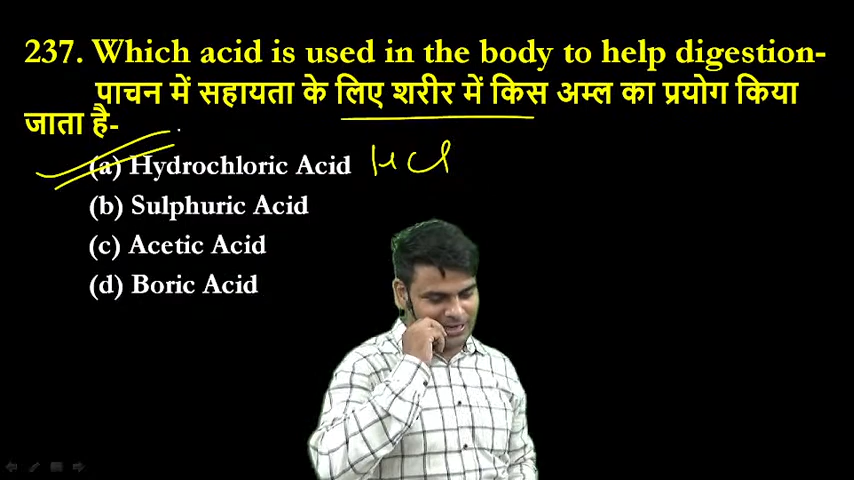 237. Which acid is used in the body to help digestion-
पाचन में सहायता के लिए शरीर में किस अम्ल का प्रयोग किया
जाता है-
(a) Hydrochloric Acid HCl
(b) Sulphuric Acid
(c) Acetic Acid
(d) Boric Acid